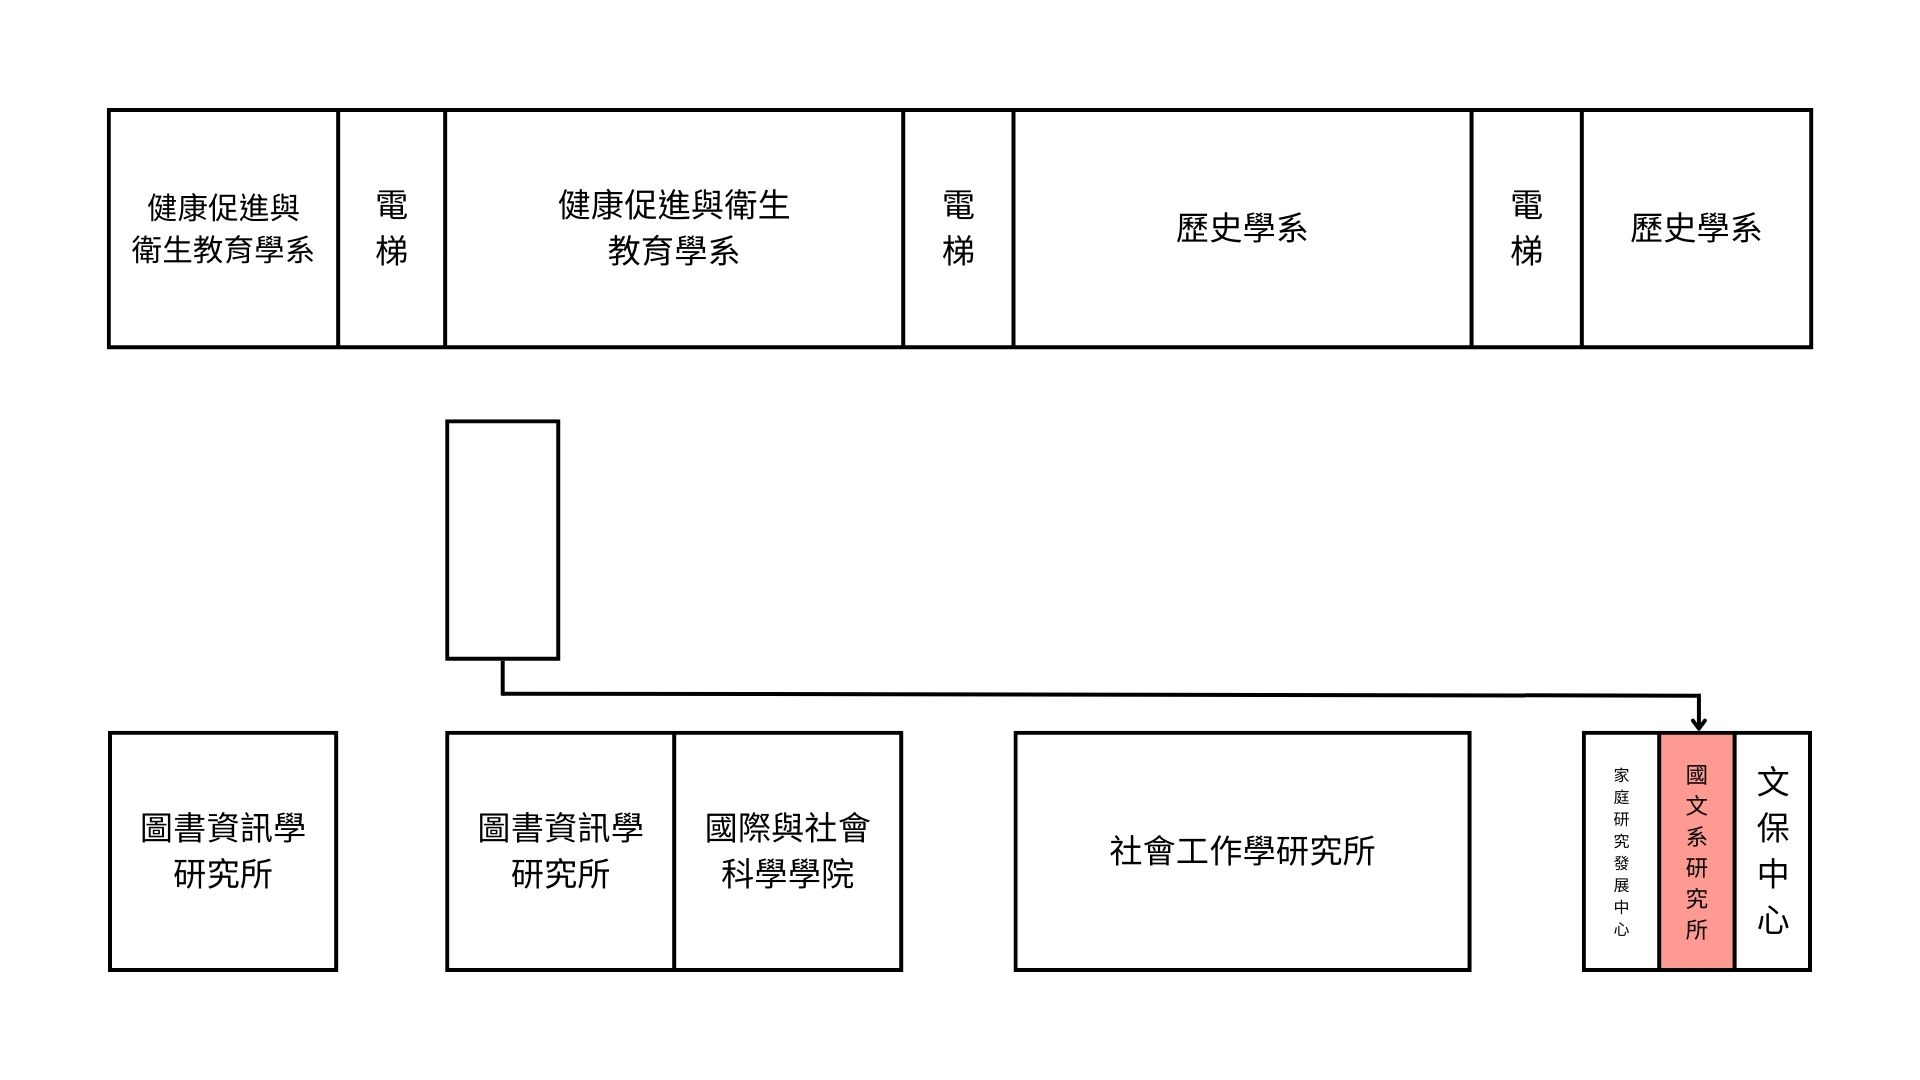 健康促進與
衛生教育學系
電
梯
健康促進與衛生
教育學系
電
梯
歷史學系
電
梯
歷史學系
圖書資訊學
研究所
圖書資訊學
研究所
國際與社會
科學學院
社會工作學研究所
家庭研究發展中心
國文系研究所
文保中心